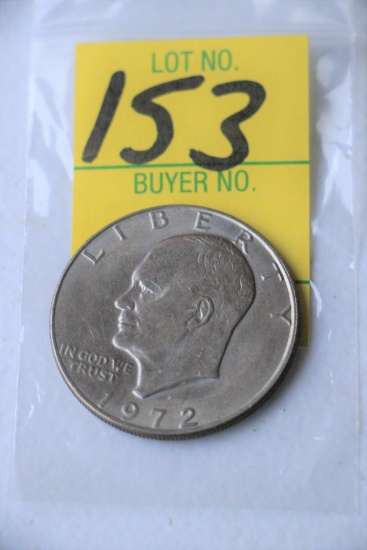 LOT NO.
153
BUYER NO.
LIBERTY
IN GOD WE
TRUST
1972